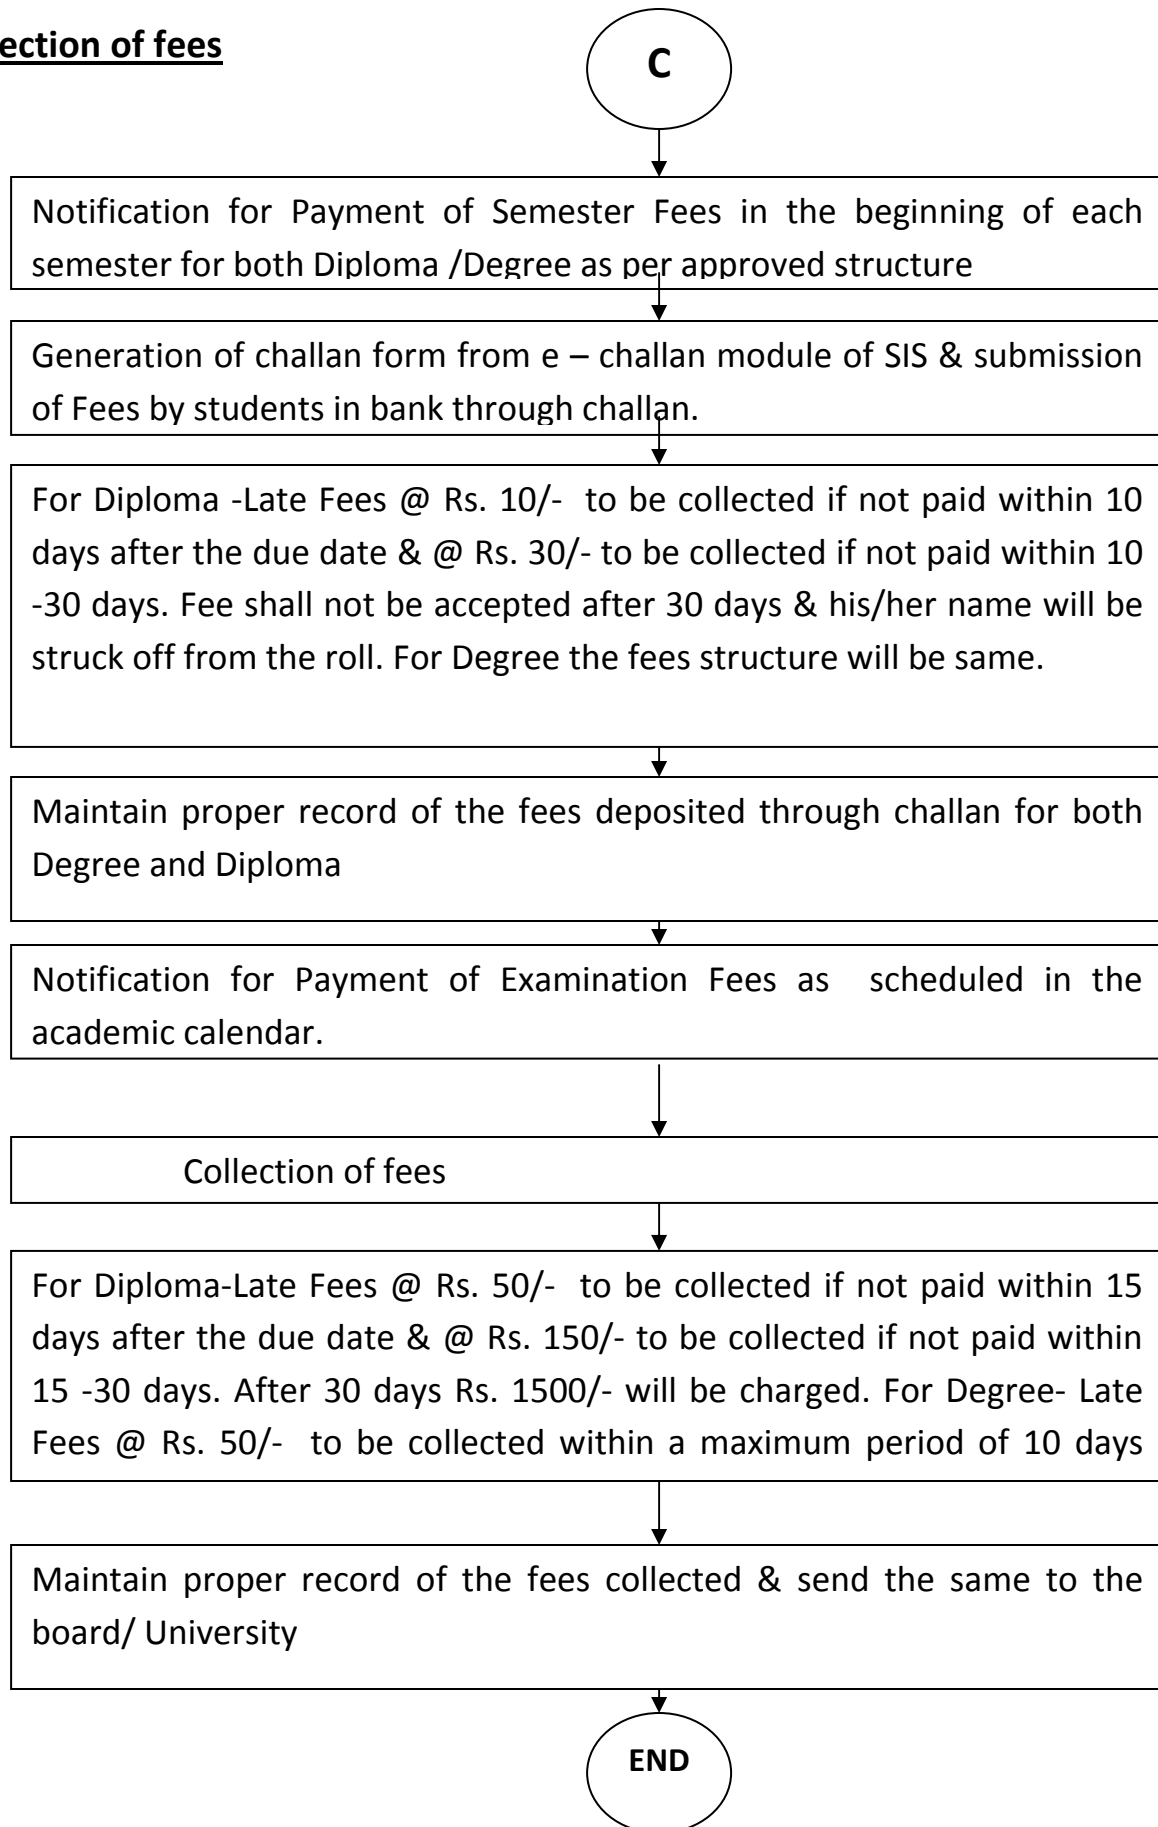 ection of fees
C
Notification for Payment of Semester Fees in the beginning of each
semester for both Diploma /Degree as per approved structure
Generation of challan form from e – challan module of SIS & submission
of Fees by students in bank through challan.
For Diploma -Late Fees @ Rs. 10/- to be collected if not paid within 10
days after the due date & @ Rs. 30/- to be collected if not paid within 10
-30 days. Fee shall not be accepted after 30 days & his/her name will be
struck off from the roll. For Degree the fees structure will be same.
Maintain proper record of the fees deposited through challan for both
Degree and Diploma
Notification for Payment of Examination Fees as scheduled in the
academic calendar.
Collection of fees
For Diploma-Late Fees @ Rs. 50/- to be collected if not paid within 15
days after the due date & @ Rs. 150/- to be collected if not paid within
15 -30 days. After 30 days Rs. 1500/- will be charged. For Degree- Late
Fees @ Rs. 50/- to be collected within a maximum period of 10 days
Maintain proper record of the fees collected & send the same to the
board/ University
END